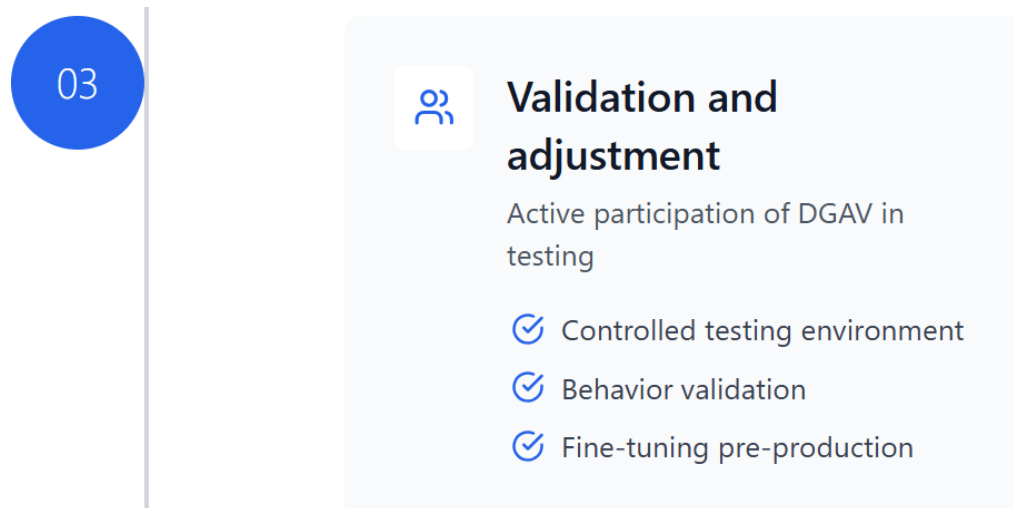 03
Validation and
adjustment
Active participation of DGAV in
testing
Controlled testing environment
Behavior validation
Fine-tuning pre-production